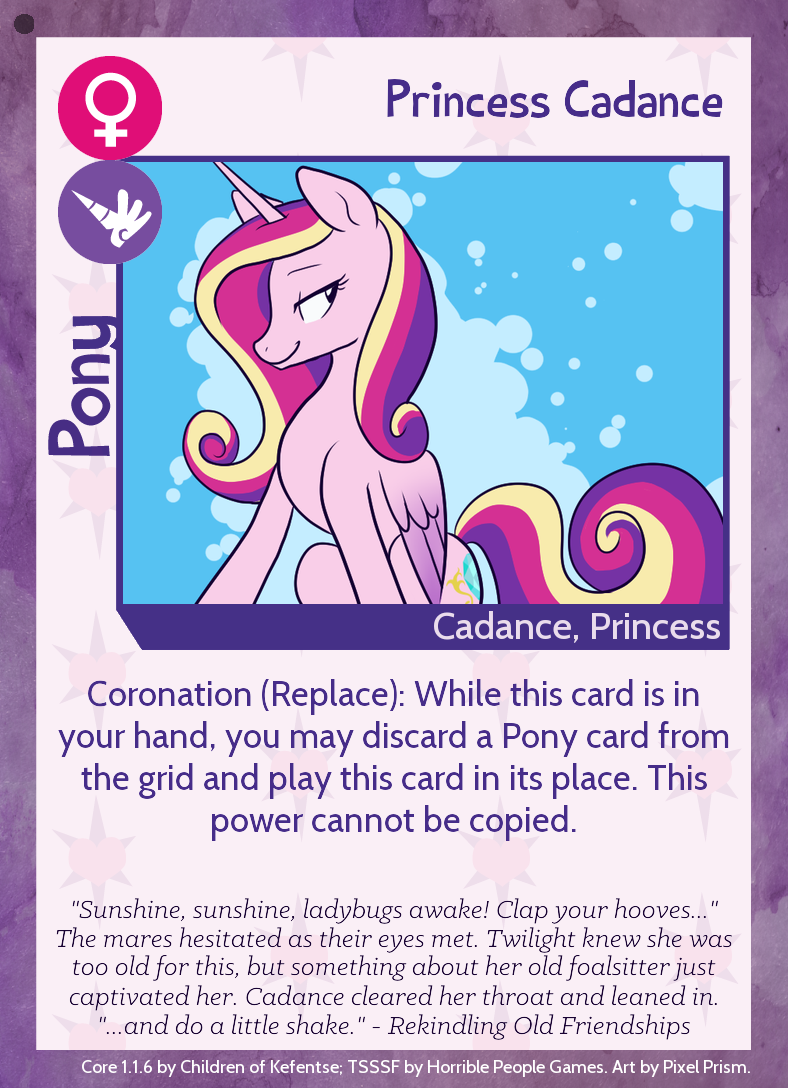 Princess Cadance
Pony
Cadance, Princess
Coronation (Replace): While this card is in
your hand, you may discard a Pony card from
the grid and play this card in its place. This
power cannot be copied.
"Sunshine, sunshine, ladybugs awake! Clap your hooves..."
The mares hesitated as their eyes met. Twilight knew she was
too old for this, but something about her old foalsitter just
captivated her. Cadance cleared her throat and leaned in.
"...and do a little shake." - Rekindling Old Friendships
Core 1.1.6 by Children of Kefentse; TSSSF by Horrible People Games. Art by Pixel Prism.